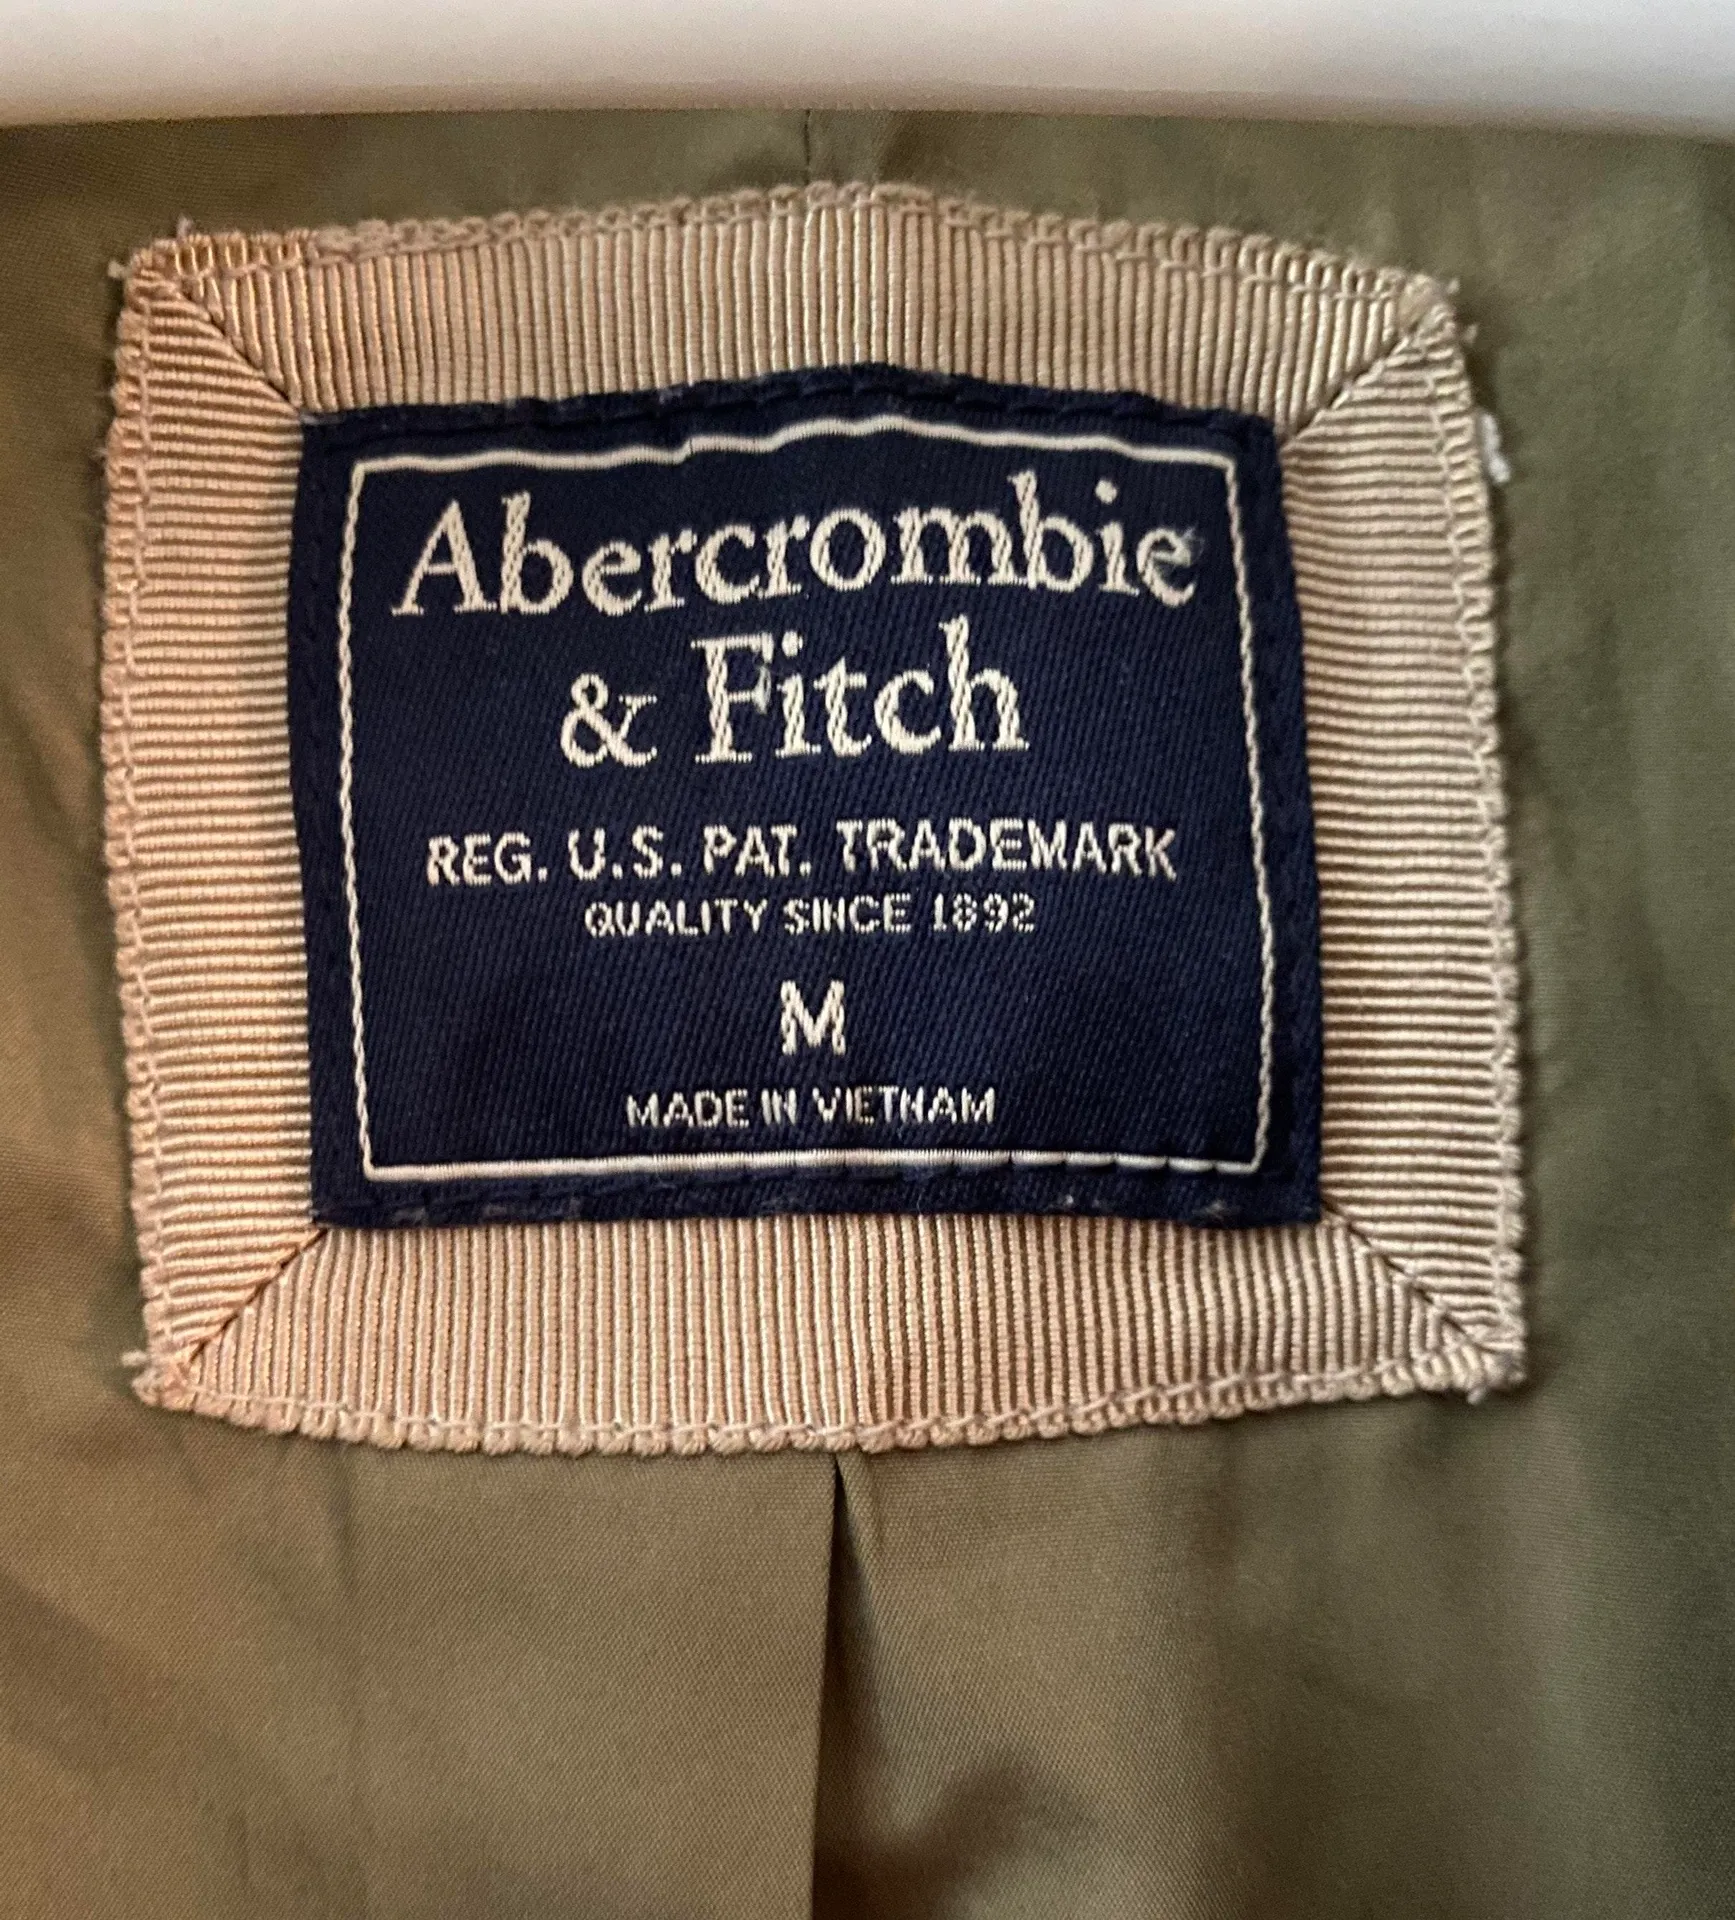 Abercrombie
& Fitch
REG. U.S. PAT. TRADEMARK
QUALITY SINCE 1892
M
MADE IN VIETNAM